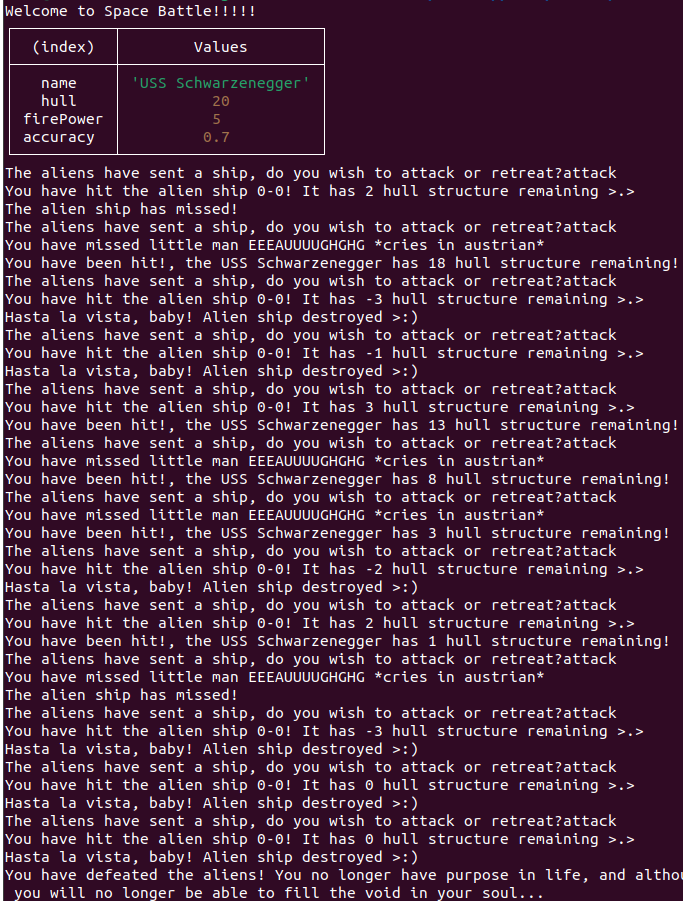 Welcome to Space Battle!!!!!
(index) Values
name 'USS Schwarzenegger'
hull 20
firePower 5
accuracy 0.7
The aliens have sent a ship, do you wish to attack or retreat?attack
You have hit the alien ship 0-0! It has 2 hull structure remaining >.>
The alien ship has missed!
The aliens have sent a ship, do you wish to attack or retreat?attack
You have missed little man EEEAUUUUGHGHG *cries in austrian*
You have been hit!, the USS Schwarzenegger has 18 hull structure remaining!
The aliens have sent a ship, do you wish to attack or retreat?attack
You have hit the alien ship 0-0! It has -3 hull structure remaining >.>
Hasta la vista, baby! Alien ship destroyed >:)
The aliens have sent a ship, do you wish to attack or retreat?attack
You have hit the alien ship 0-0! It has -1 hull structure remaining >.>
Hasta la vista, baby! Alien ship destroyed >:)
The aliens have sent a ship, do you wish to attack or retreat?attack
You have hit the alien ship 0-0! It has 3 hull structure remaining >.>
You have been hit!, the USS Schwarzenegger has 13 hull structure remaining!
The aliens have sent a ship, do you wish to attack or retreat?attack
You have missed little man EEEAUUUUGHGHG *cries in austrian*
You have been hit!, the USS Schwarzenegger has 8 hull structure remaining!
The aliens have sent a ship, do you wish to attack or retreat?attack
You have missed little man EEEAUUUUGHGHG *cries in austrian*
You have been hit!, the USS Schwarzenegger has 3 hull structure remaining!
The aliens have sent a ship, do you wish to attack or retreat?attack
You have hit the alien ship 0-0! It has -2 hull structure remaining >.>
Hasta la vista, baby! Alien ship destroyed >:)
The aliens have sent a ship, do you wish to attack or retreat?attack
You have hit the alien ship 0-0! It has 2 hull structure remaining >.>
You have been hit!, the USS Schwarzenegger has 1 hull structure remaining!
The aliens have sent a ship, do you wish to attack or retreat?attack
You have missed little man EEEAUUUUGHGHG *cries in austrian*
The alien ship has missed!
The aliens have sent a ship, do you wish to attack or retreat?attack
You have hit the alien ship 0-0! It has -3 hull structure remaining >.>
Hasta la vista, baby! Alien ship destroyed >:)
The aliens have sent a ship, do you wish to attack or retreat?attack
You have hit the alien ship 0-0! It has 0 hull structure remaining >.>
Hasta la vista, baby! Alien ship destroyed >:)
The aliens have sent a ship, do you wish to attack or retreat?attack
You have hit the alien ship 0-0! It has 0 hull structure remaining >.>
Hasta la vista, baby! Alien ship destroyed >:)
You have defeated the aliens! You no longer have purpose in life, and
you will no longer be able to fill the void in your soul...